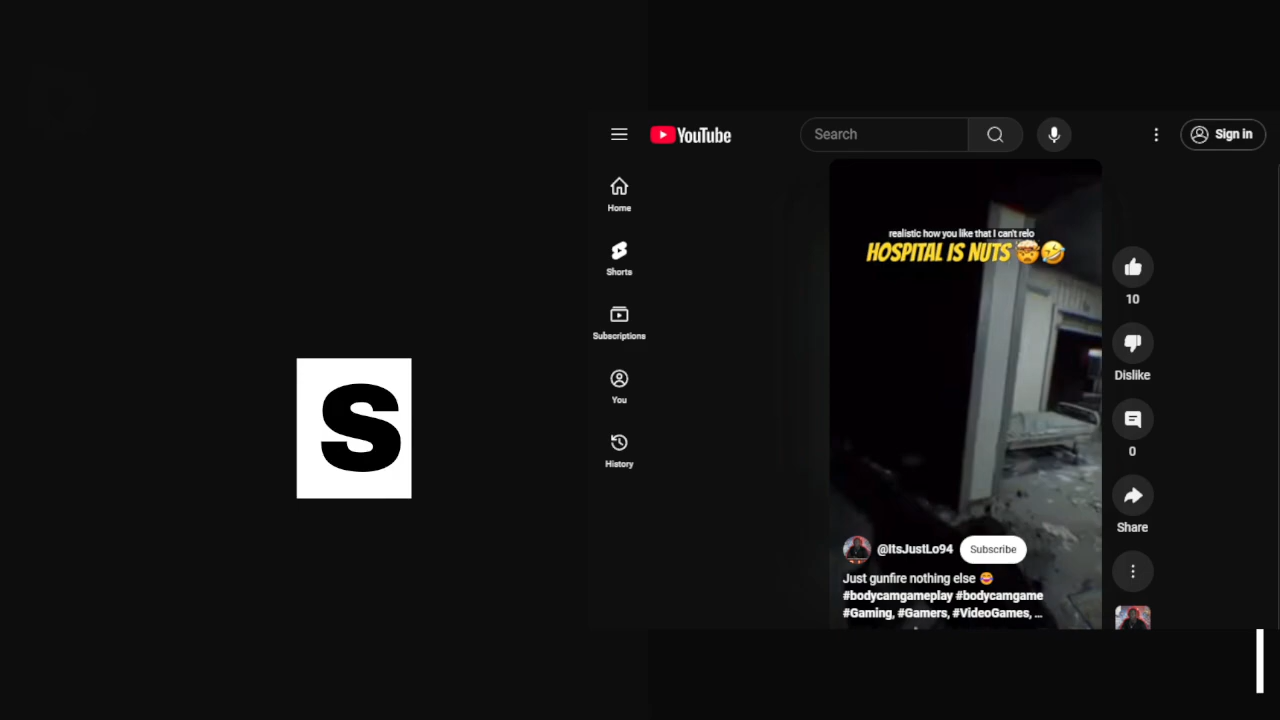 S
YouTube
Search
Sign in
Home
Shorts
Subscriptions
You
History
realistic how you like that I can't relo
HOSPITAL IS NUTS 🤯🤣
10
Dislike
0
Share
@ItsJustLo94
Subscribe
Just gunfire nothing else 😅
#bodycamgameplay #bodycamgame
#Gaming, #Gamers, #VideoGames, ...